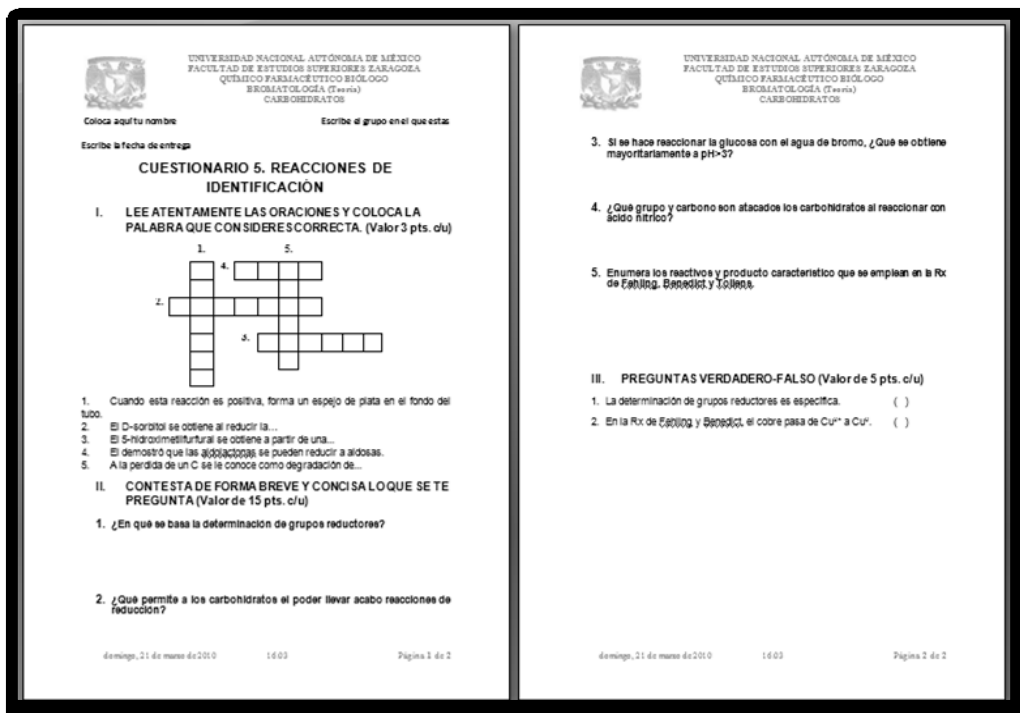 UNIVERSIDAD NACIONAL AUTÓNOMA DE MÉXICO
FACULTAD DE ESTUDIOS SUPERIORES ZARAGOZA
QUÍMICO FARMACÉUTICO BIÓLOGO
BROMATOLOGÍA (Teoría)
CARBOHIDRATOS
Coloca aquí tu nombre Escribe el grupo en el que estas
Escribe la fecha de entrega
CUESTIONARIO 5. REACCIONES DE
IDENTIFICACIÓN
I. LEE ATENTAMENTE LAS ORACIONES Y COLOCA LA
PALABRA QUE CONSIDERES CORRECTA. (Valor 3 pts. c/u)
1. 5.
4.
2.
3.
1. Cuando esta reacción es positiva, forma un espejo de plata en el fondo del
tubo.
2. El D-sorbitol se obtiene al reducir la...
3. El 5-hidroximetilfurfural se obtiene a partir de una...
4. El demostró que las aldolactonas se pueden reducir a aldosas.
5. A la perdida de un C se le conoce como degradación de...
II. CONTESTA DE FORMA BREVE Y CONCISA LO QUE SE TE
PREGUNTA (Valor de 15 pts. c/u)
1. ¿En qué se basa la determinación de grupos reductores?
2. ¿Qué permite a los carbohidratos el poder llevar acabo reacciones de
reducción?
domingo, 21 de marzo de 2010 16:03 Página 1 de 2
UNIVERSIDAD NACIONAL AUTÓNOMA DE MÉXICO
FACULTAD DE ESTUDIOS SUPERIORES ZARAGOZA
QUÍMICO FARMACÉUTICO BIÓLOGO
BROMATOLOGÍA (Teoría)
CARBOHIDRATOS
3. Si se hace reaccionar la glucosa con el agua de bromo, ¿Qué se obtiene
mayoritariamente a pH>3?
4. ¿Qué grupo y carbono son atacados los carbohidratos al reaccionar con
ácido nítrico?
5. Enumera los reactivos y producto característico que se emplean en la Rx
de Fehling, Benedict y Tollens.
III. PREGUNTAS VERDADERO-FALSO (Valor de 5 pts. c/u)
1. La determinación de grupos reductores es especifica. ( )
2. En la Rx de Fehling y Benedict, el cobre pasa de Cu²⁺ a Cu⁺. ( )
domingo, 21 de marzo de 2010 16:03 Página 2 de 2